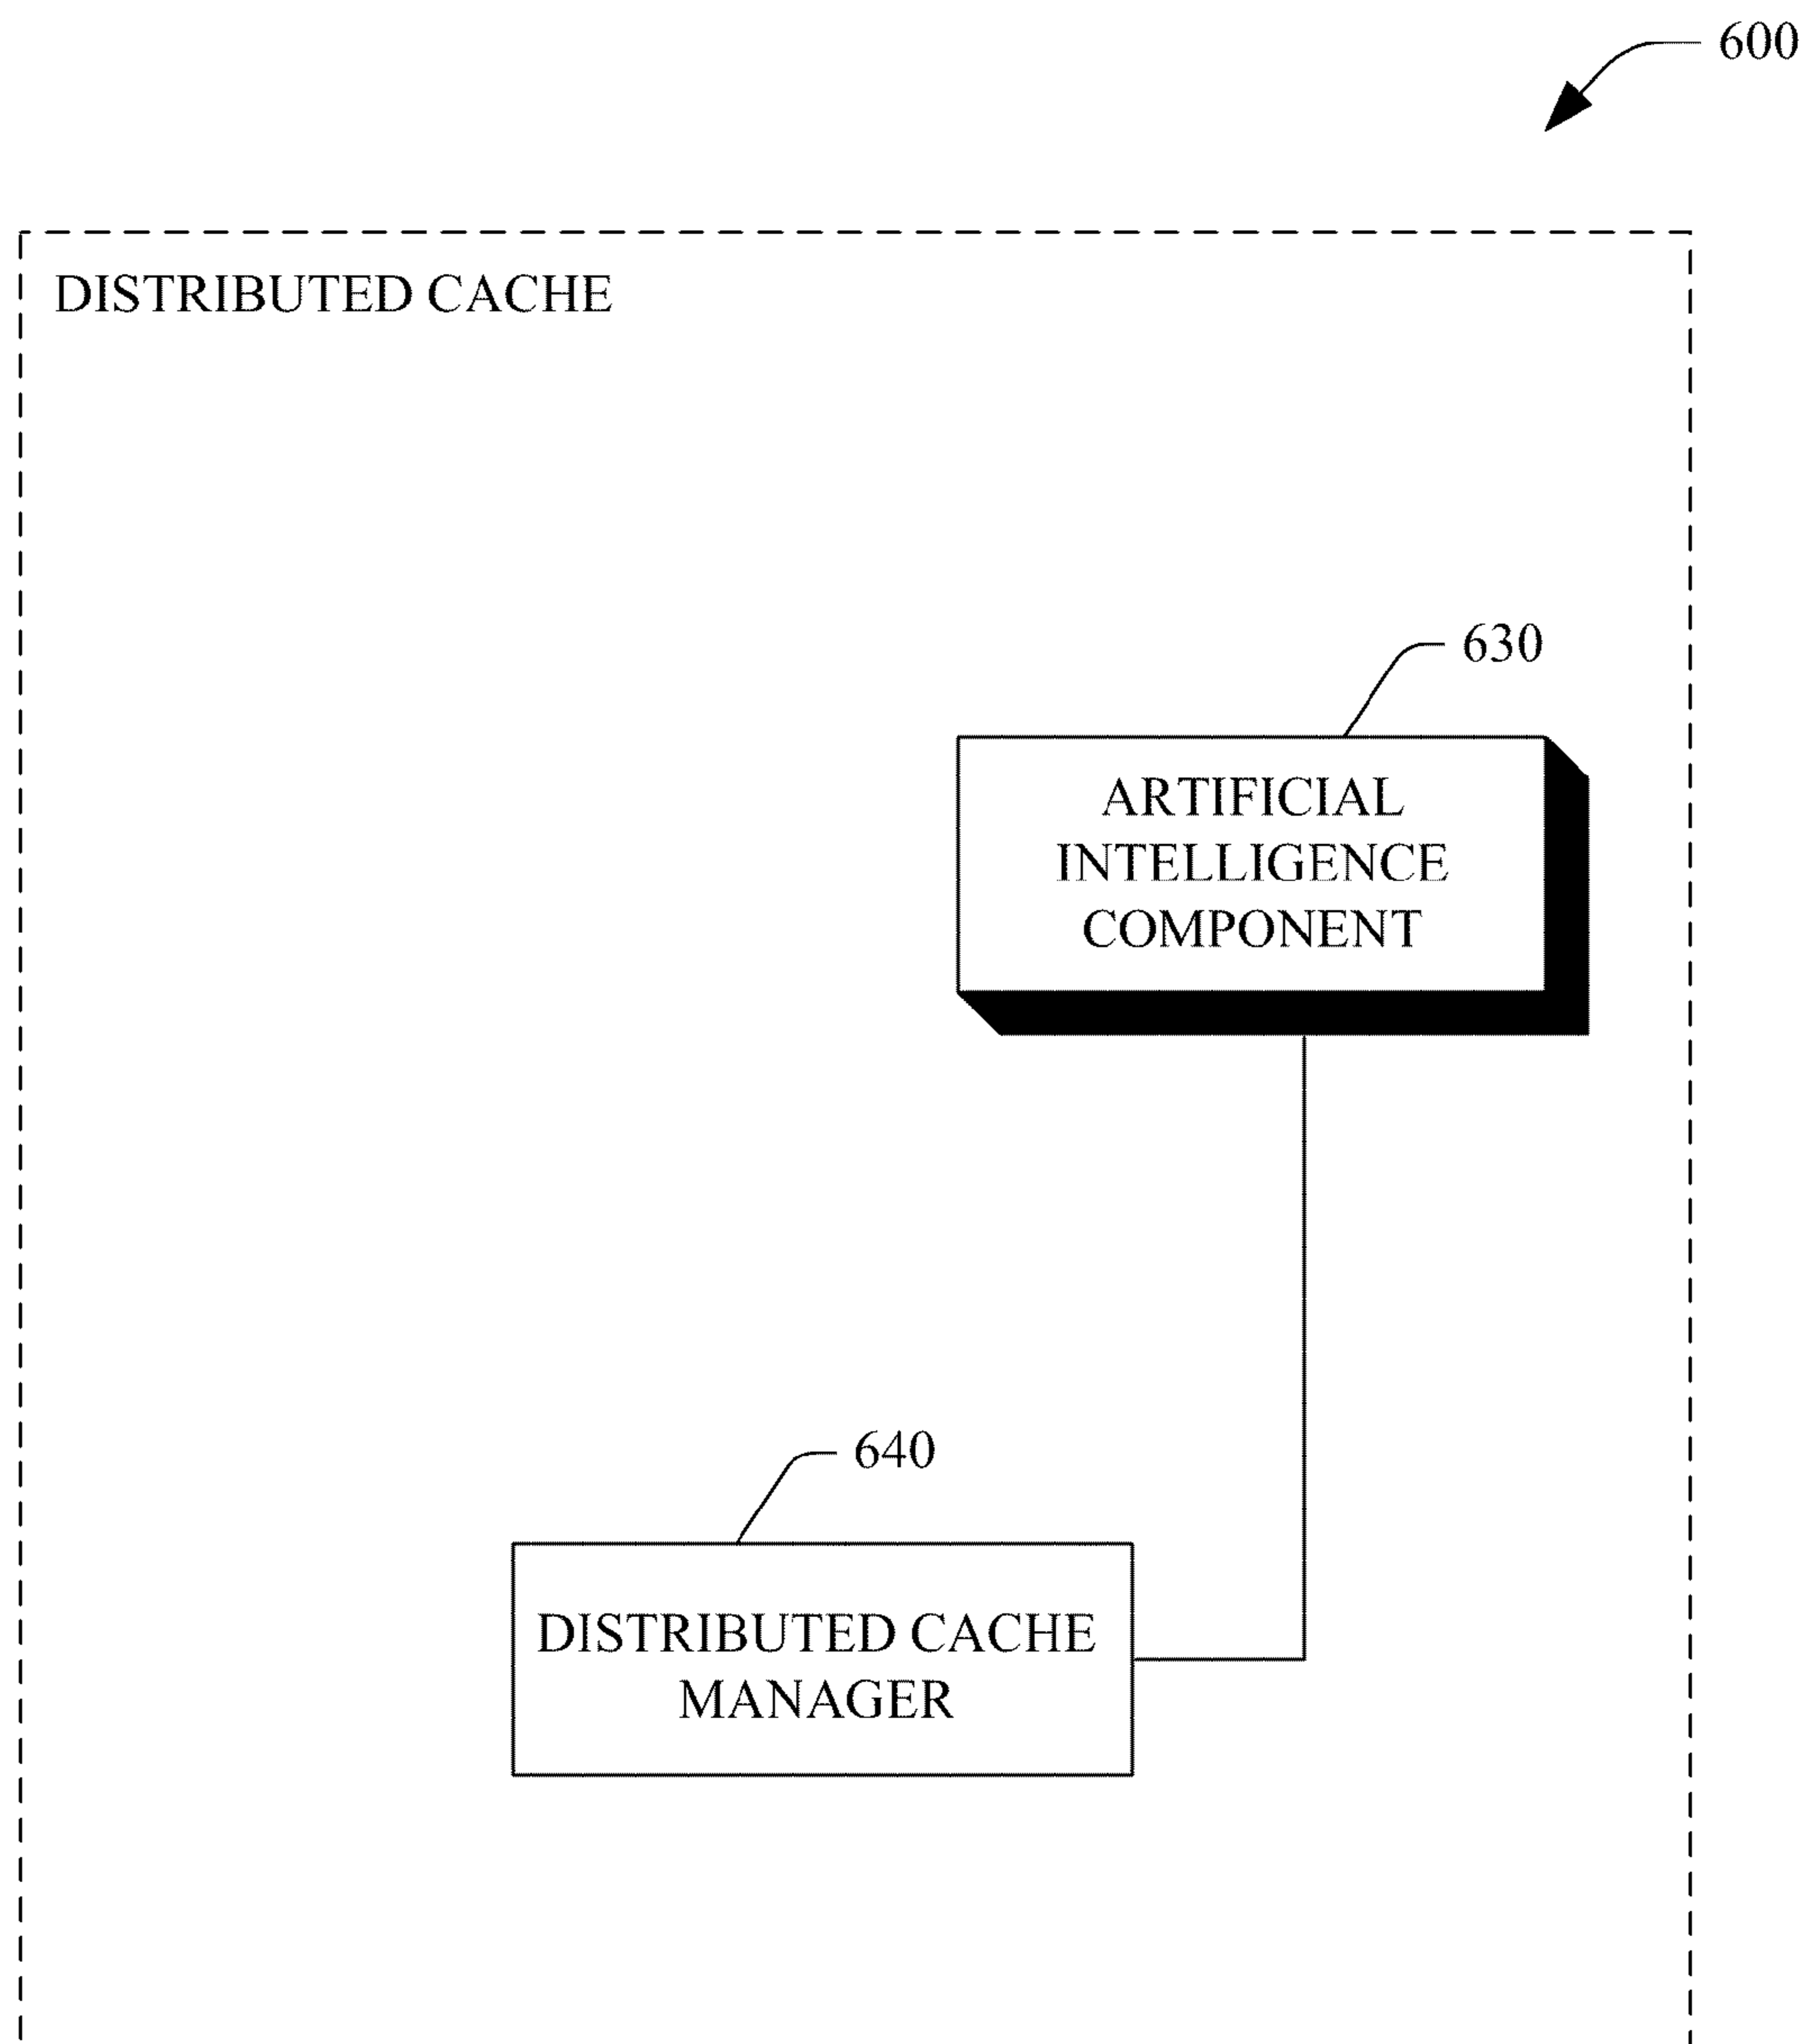 600
DISTRIBUTED CACHE
630
ARTIFICIAL
INTELLIGENCE
COMPONENT
640
DISTRIBUTED CACHE
MANAGER